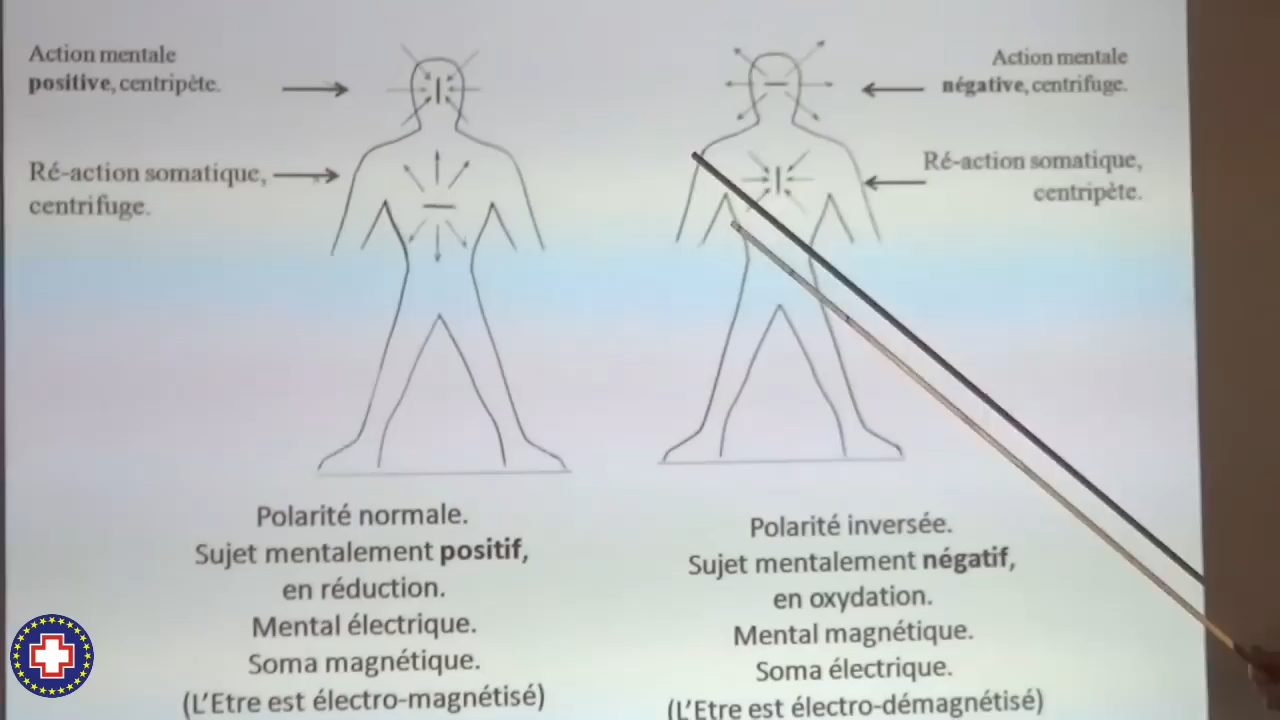 Action mentale
positive, centripète.
Ré-action somatique,
centrifuge.
Action mentale
négative, centrifuge.
Ré-action somatique,
centripète.
Polarité normale.
Sujet mentalement positif,
en réduction.
Mental électrique.
Soma magnétique.
(L'Etre est électro-magnétisé)
Polarité inversée.
Sujet mentalement négatif,
en oxydation.
Mental magnétique.
Soma électrique.
(L'Etre est électro-démagnétisé)